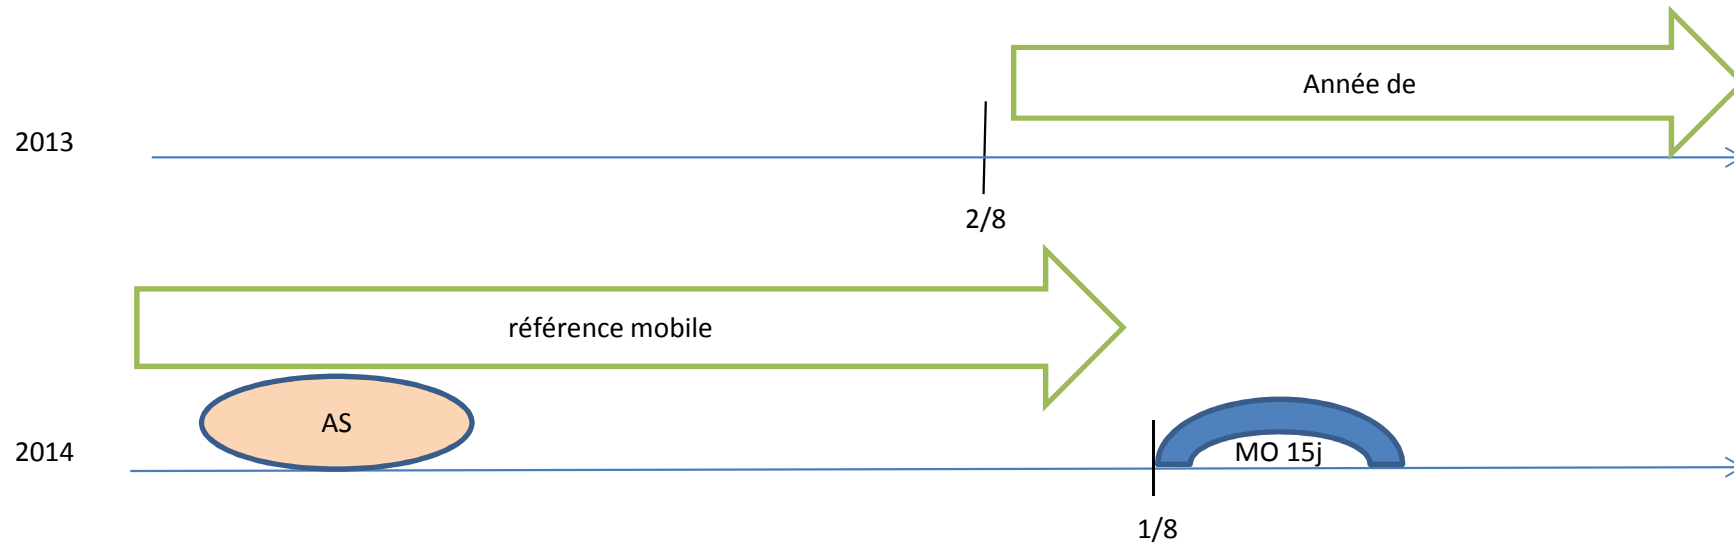 Année de
2013
2/8
référence mobile
AS
2014
MO 15j
1/8